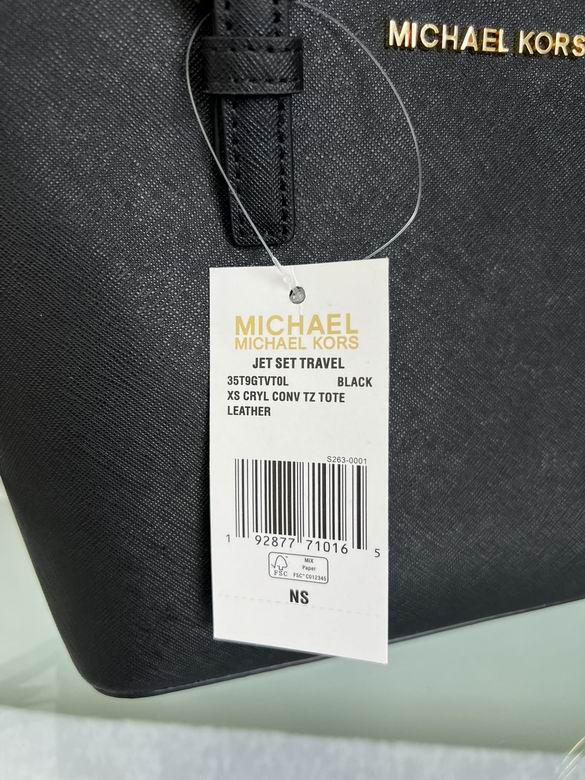 MICHAEL KORS
MICHAEL
MICHAEL KORS
JET SET TRAVEL
35T9GTVT0L BLACK
XS CRYL CONV TZ TOTE
LEATHER
S263-0001
1 92877 71016 5
FSC
MIX
Paper
FSC® C012345
NS